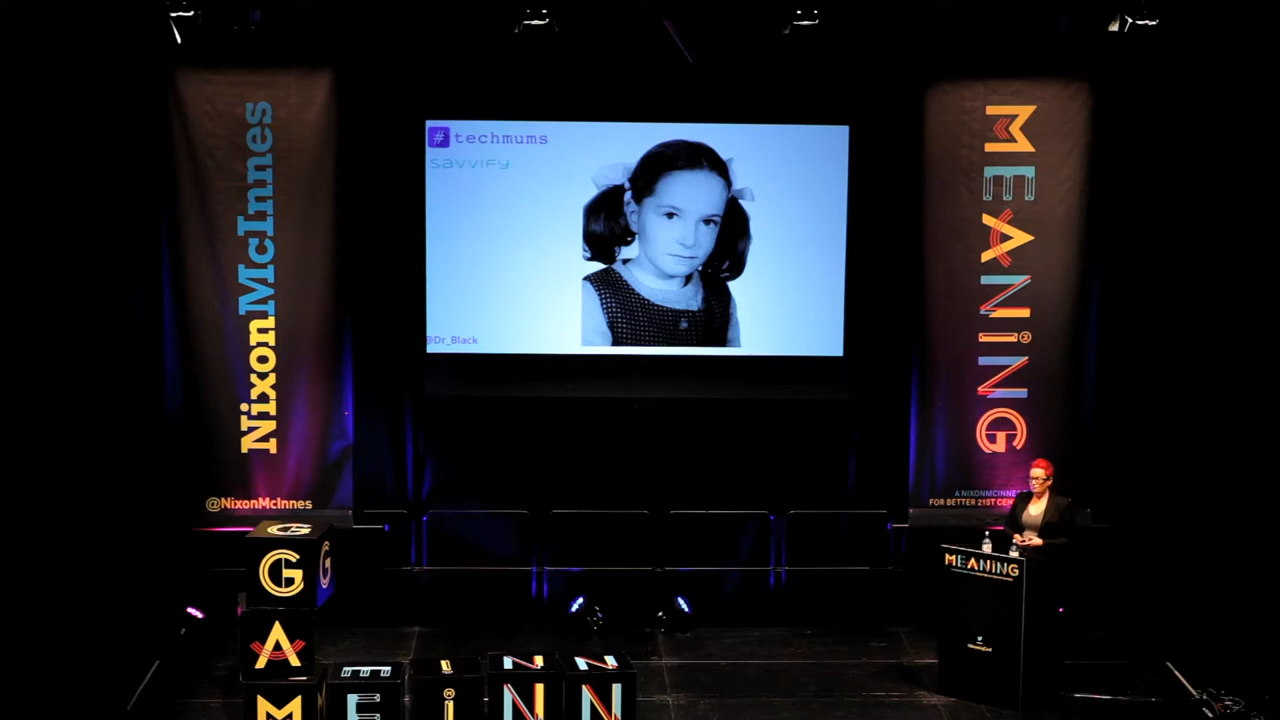 NixonMcInnes
@NixonMcInnes
# techmums
savvify
@Dr_Black
MEANING
A NIXONMCINNES
FOR BETTER 21ST CEN
MEANING
G
G
G
A
M
E
E
i
N
N
N
N